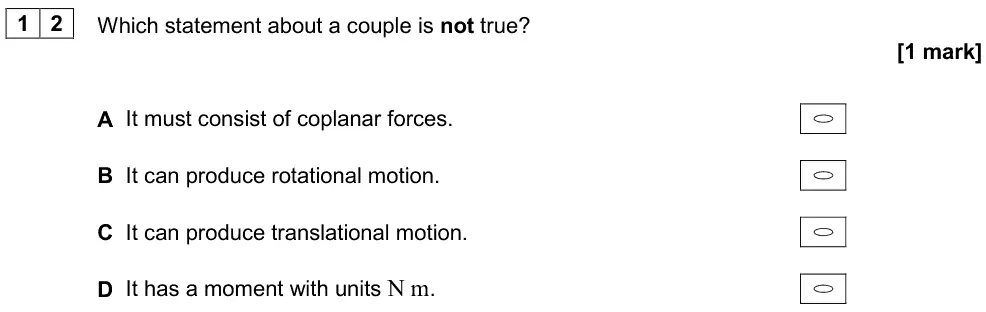 1 2 Which statement about a couple is not true?
[1 mark]
A It must consist of coplanar forces.
B It can produce rotational motion.
C It can produce translational motion.
D It has a moment with units N m.